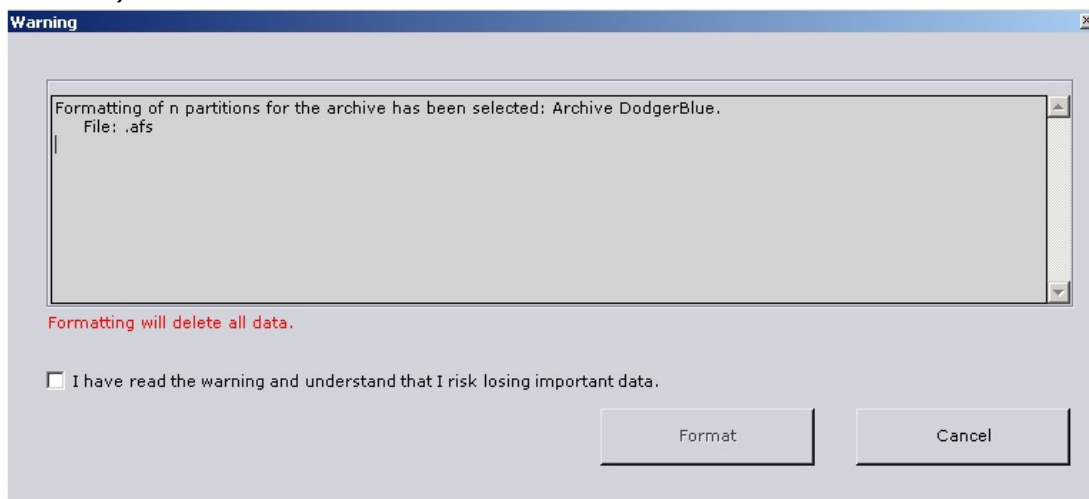 Warning
Formatting of n partitions for the archive has been selected: Archive DodgerBlue.
File: .afs
Formatting will delete all data.
I have read the warning and understand that I risk losing important data.
Format
Cancel